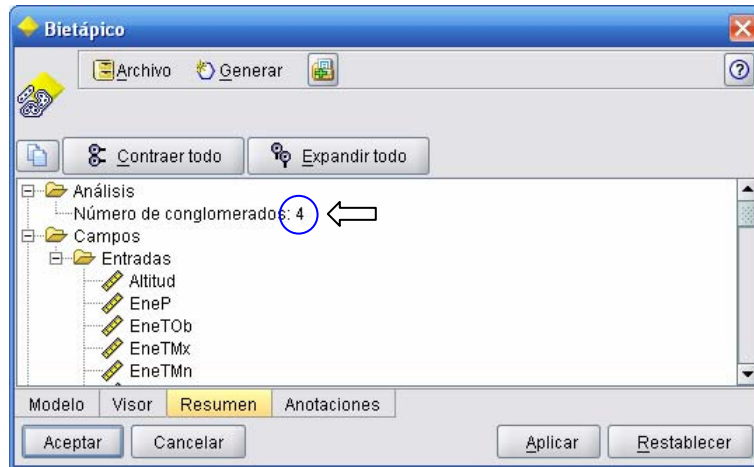 Bietápico
Archivo Generar
Contraer todo Expandir todo
Análisis
Número de conglomerados: 4
Campos
Entradas
Altitud
EneP
EneTOb
EneTMx
EneTMn
Modelo Visor Resumen Anotaciones
Aceptar Cancelar Aplicar Restablecer